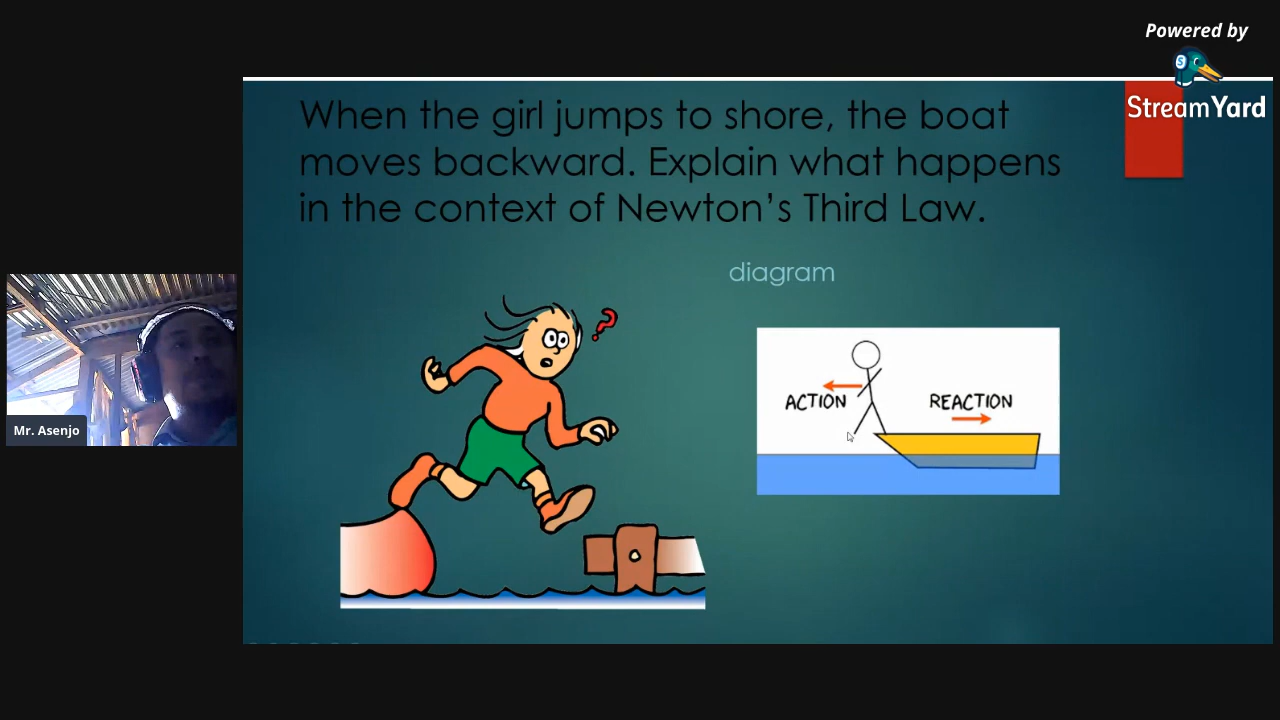 Powered by
StreamYard
When the girl jumps to shore, the boat
moves backward. Explain what happens
in the context of Newton's Third Law.
diagram
?
ACTION
REACTION
Mr. Asenjo